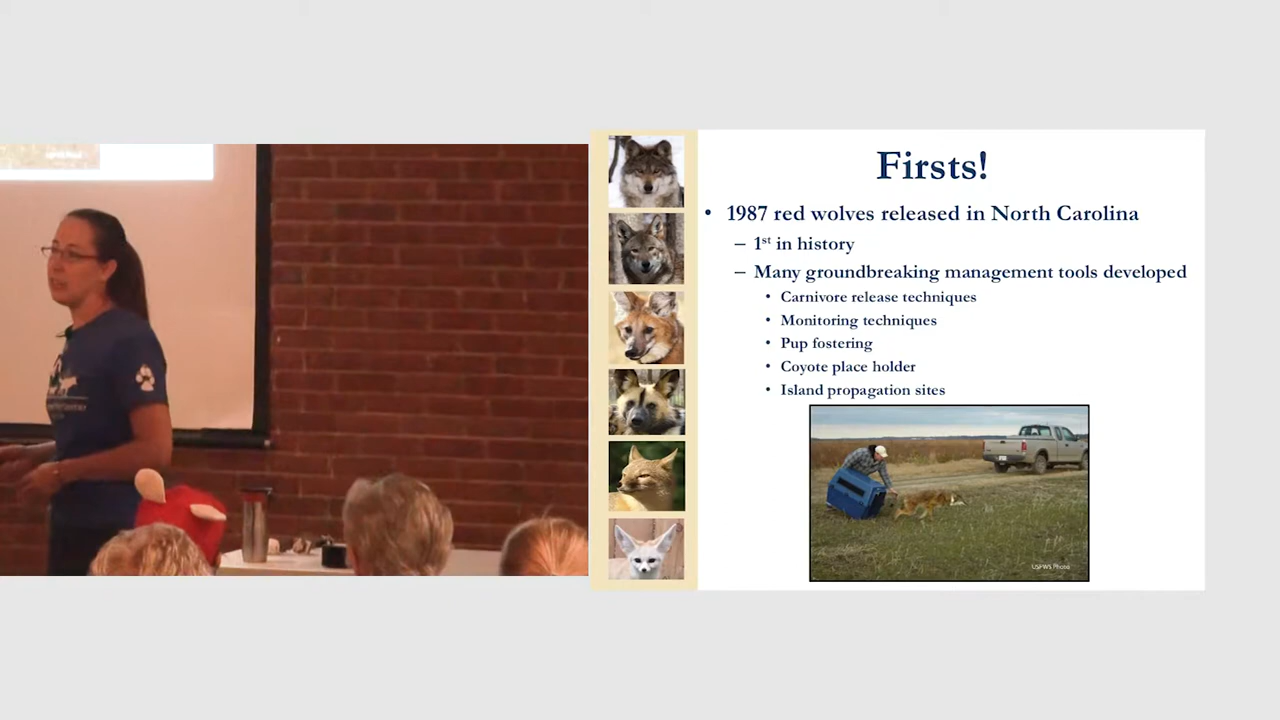 Firsts!
• 1987 red wolves released in North Carolina
– 1st in history
– Many groundbreaking management tools developed
• Carnivore release techniques
• Monitoring techniques
• Pup fostering
• Coyote place holder
• Island propagation sites
USFWS Photo